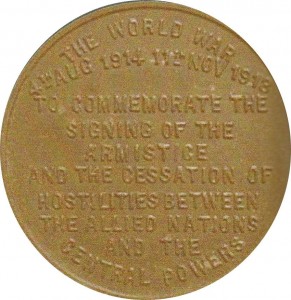 THE WORLD WAR
4TH AUG 1914 11TH NOV 1918
TO COMMEMORATE THE
SIGNING OF THE
ARMISTICE
AND THE CESSATION OF
HOSTILITIES BETWEEN
THE ALLIED NATIONS
AND THE
CENTRAL POWERS